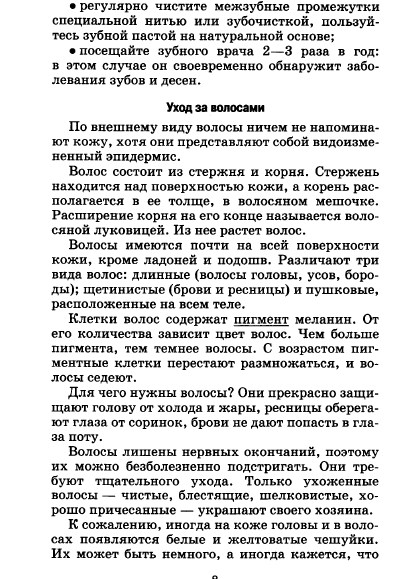 • регулярно чистите межзубные промежутки
специальной нитью или зубочисткой, пользуй-
тесь зубной пастой на натуральной основе;
• посещайте зубного врача 2—3 раза в год:
в этом случае он своевременно обнаружит забо-
левания зубов и десен.
Уход за волосами
По внешнему виду волосы ничем не напомина-
ют кожу, хотя они представляют собой видоизме-
ненный эпидермис.
Волос состоит из стержня и корня. Стержень
находится над поверхностью кожи, а корень рас-
полагается в ее толще, в волосяном мешочке.
Расширение корня на его конце называется воло-
сяной луковицей. Из нее растет волос.
Волосы имеются почти на всей поверхности
кожи, кроме ладоней и подошв. Различают три
вида волос: длинные (волосы головы, усов, боро-
ды); щетинистые (брови и ресницы) и пушковые,
расположенные на всем теле.
Клетки волос содержат пигмент меланин. От
его количества зависит цвет волос. Чем больше
пигмента, тем темнее волосы. С возрастом пиг-
ментные клетки перестают размножаться, и во-
лосы седеют.
Для чего нужны волосы? Они прекрасно защи-
щают голову от холода и жары, ресницы оберега-
ют глаза от соринок, брови не дают попасть в гла-
за поту.
Волосы лишены нервных окончаний, поэтому
их можно безболезненно подстригать. Они тре-
буют тщательного ухода. Только ухоженные
волосы — чистые, блестящие, шелковистые, хо-
рошо причесанные — украшают своего хозяина.
К сожалению, иногда на коже головы и в воло-
сах появляются белые и желтоватые чешуйки.
Их может быть немного, а иногда кажется, что